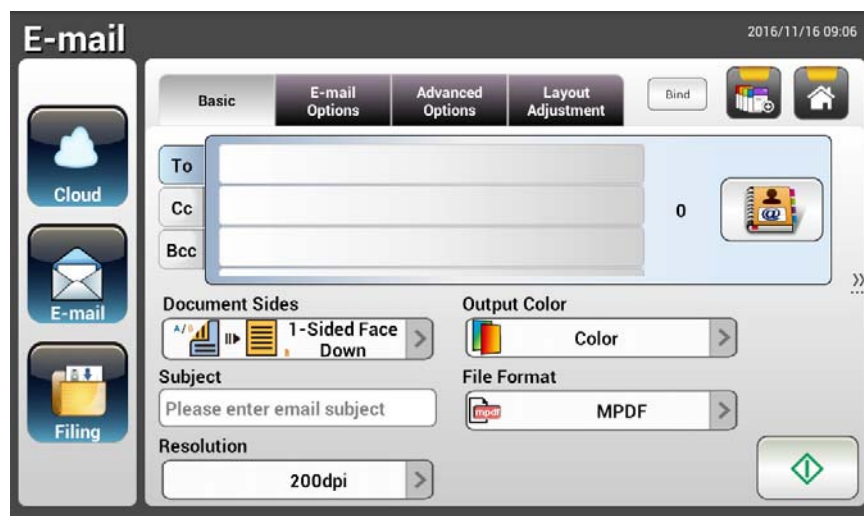 E-mail
2016/11/16 09:06
Basic
E-mail
Options
Advanced
Options
Layout
Adjustment
Bind
To
Cc
Bcc
0
@
Cloud
E-mail
Filing
Document Sides
Output Color
A/B
1-Sided Face
Down
Color
Subject
File Format
Please enter email subject
mpdf
MPDF
Resolution
200dpi